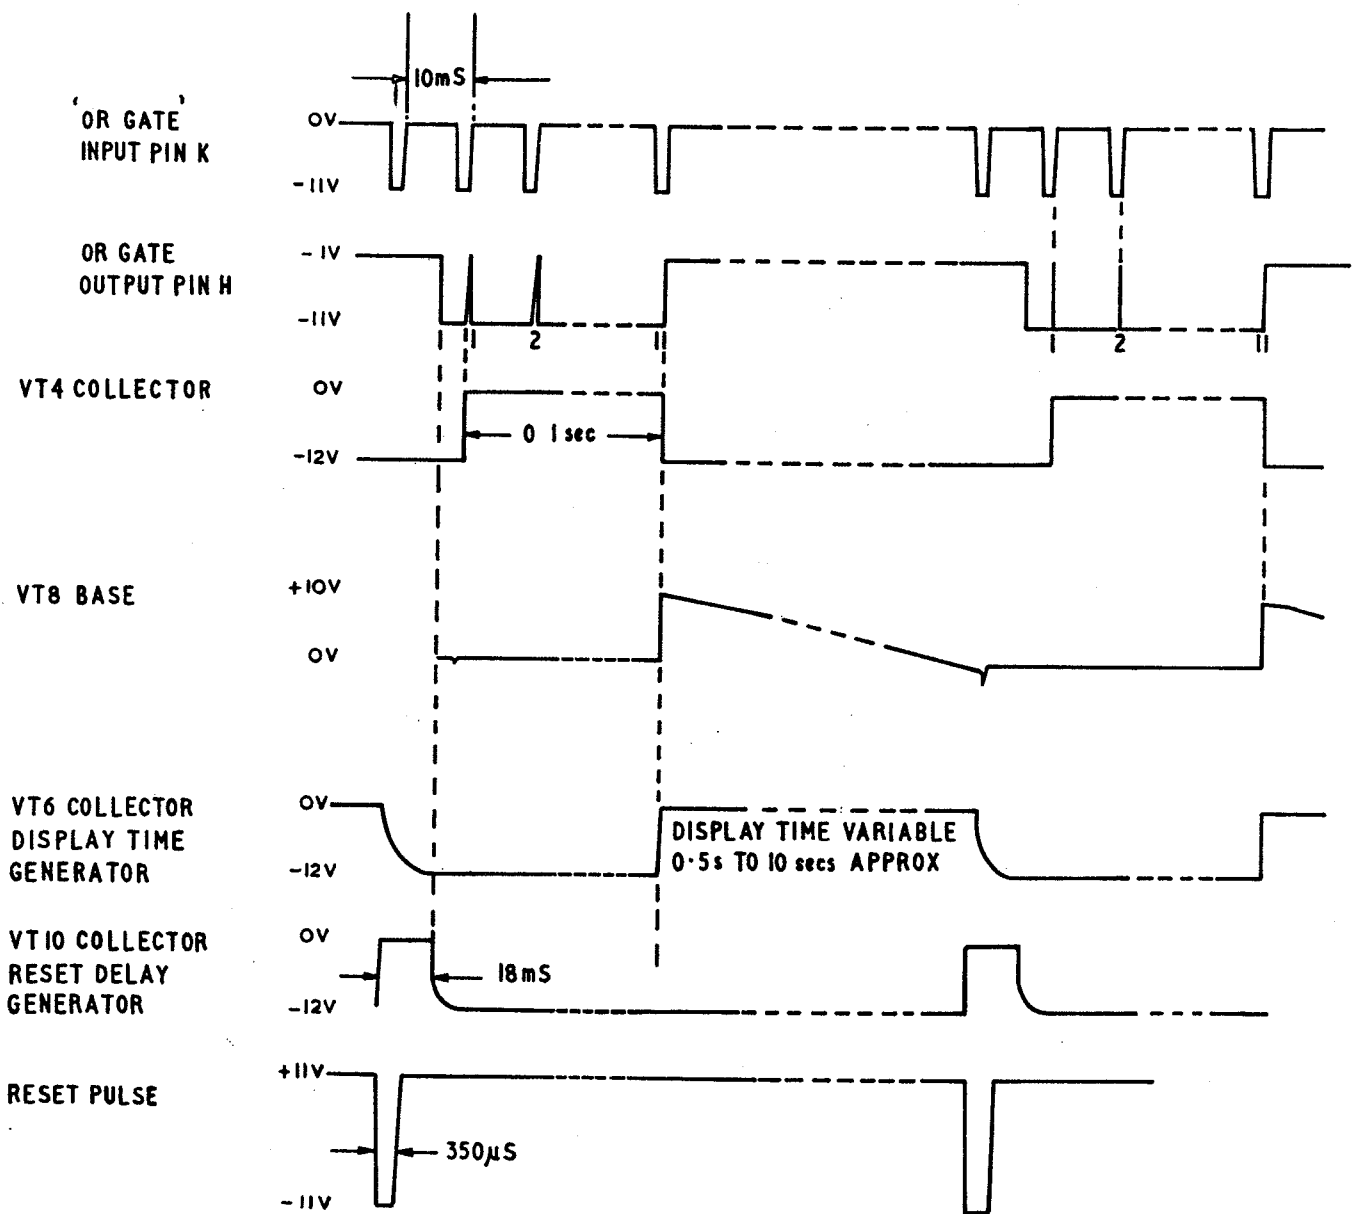 10mS
'OR GATE'
INPUT PIN K
0V
-11V
OR GATE
OUTPUT PIN H
-1V
-11V
1 2 11 1 2 11
VT4 COLLECTOR
0V
-12V
0 1 sec
VT8 BASE
+10V
0V
VT6 COLLECTOR
DISPLAY TIME
GENERATOR
0V
-12V
DISPLAY TIME VARIABLE
0·5s TO 10 secs APPROX
VT10 COLLECTOR
RESET DELAY
GENERATOR
0V
-12V
18mS
RESET PULSE
+11V
-11V
350µS